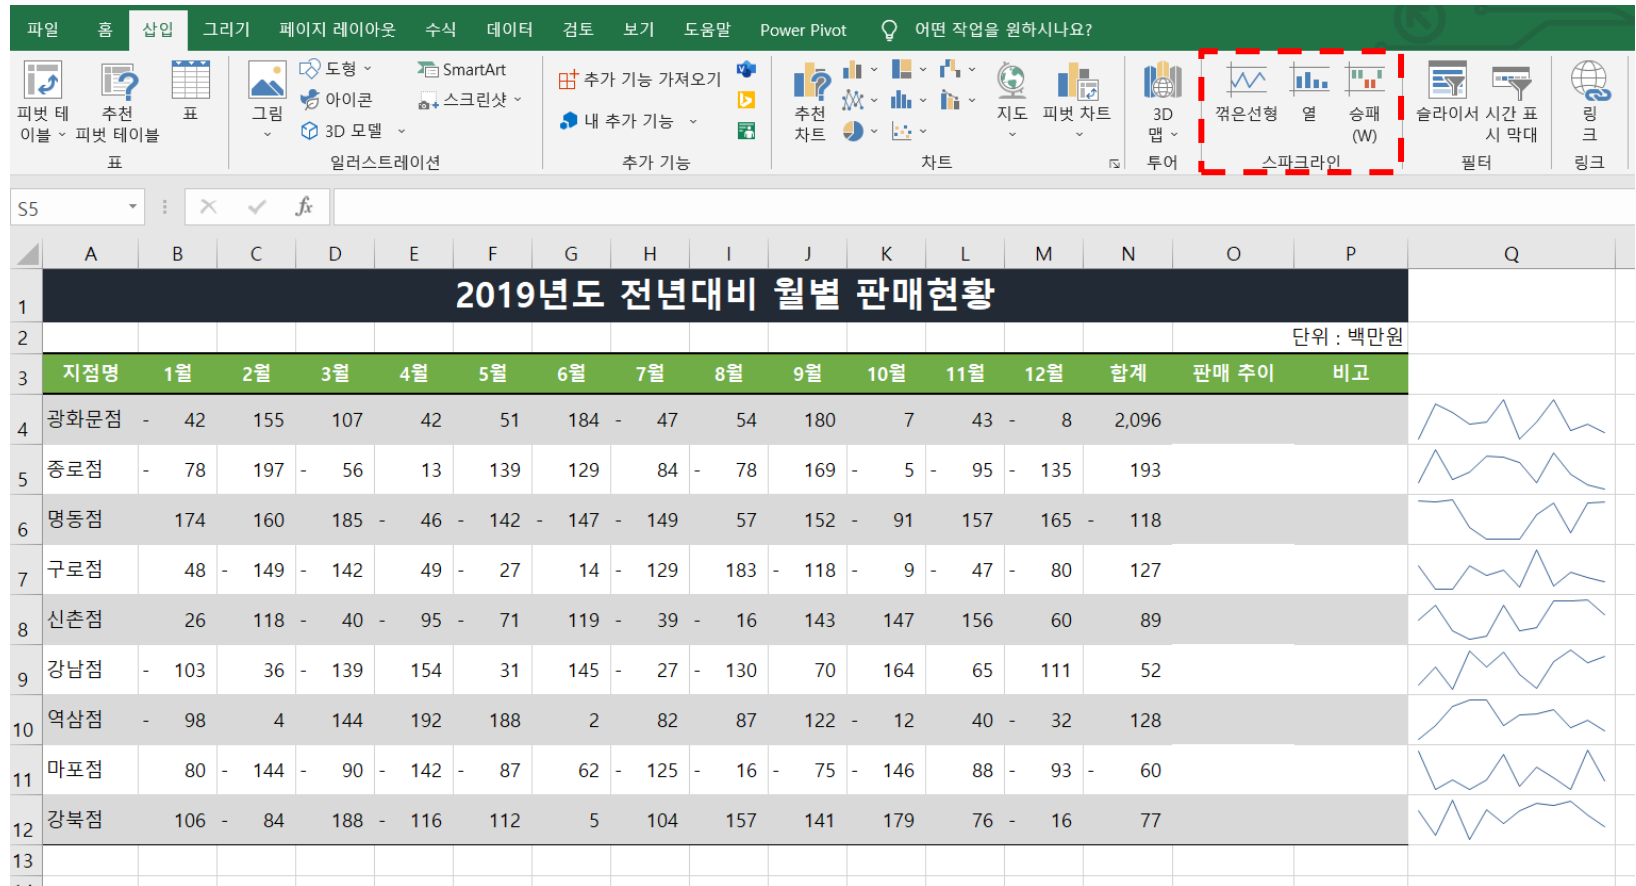 파일 홈 삽입 그리기 페이지 레이아웃 수식 데이터 검토 보기 도움말 Power Pivot 어떤 작업을 원하시나요?
피벗 테이블 추천 피벗 테이블 표
표
그림 도형 아이콘 3D 모델 SmartArt 스크린샷
일러스트레이션
추가 기능 가져오기
내 추가 기능
추가 기능
추천 차트 지도 피벗 차트
차트
3D 맵
투어
꺾은선형 열 승패 (W)
스파크라인
슬라이서 시간 표시 막대
필터
링크
링크
S5 fx
A B C D E F G H I J K L M N O P Q
1 2019년도 전년대비 월별 판매현황
2 단위 : 백만원
3 지점명 1월 2월 3월 4월 5월 6월 7월 8월 9월 10월 11월 12월 합계 판매 추이 비고
4 광화문점 - 42 155 107 42 51 184 - 47 54 180 7 43 - 8 2,096
5 종로점 - 78 197 - 56 13 139 129 84 - 78 169 - 5 - 95 - 135 193
6 명동점 174 160 185 - 46 - 142 - 147 - 149 57 152 - 91 157 165 - 118
7 구로점 48 - 149 - 142 49 - 27 14 - 129 183 - 118 - 9 - 47 - 80 127
8 신촌점 26 118 - 40 - 95 - 71 119 - 39 - 16 143 147 156 60 89
9 강남점 - 103 36 - 139 154 31 145 - 27 - 130 70 164 65 111 52
10 역삼점 - 98 4 144 192 188 2 82 87 122 - 12 40 - 32 128
11 마포점 80 - 144 - 90 - 142 - 87 62 - 125 - 16 - 75 - 146 88 - 93 - 60
12 강북점 106 - 84 188 - 116 112 5 104 157 141 179 76 - 16 77
13